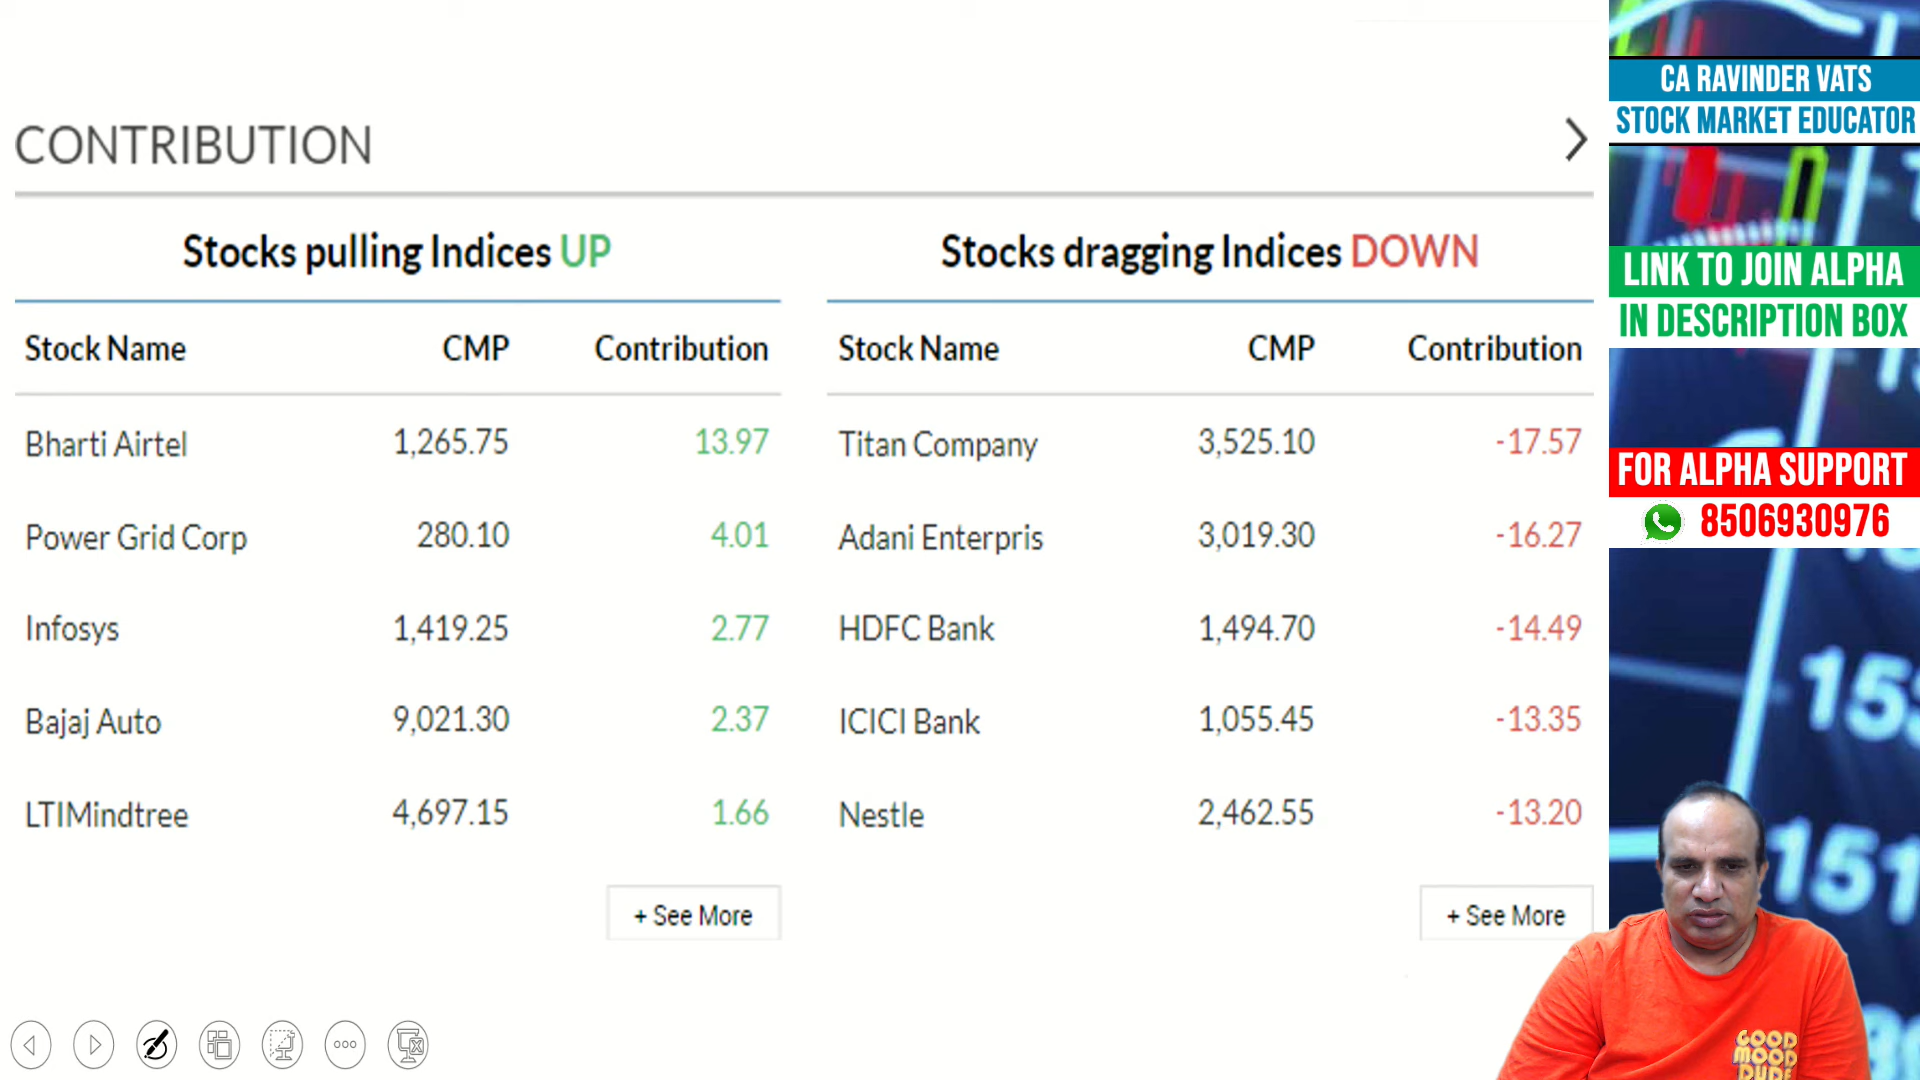 CONTRIBUTION
Stocks pulling Indices UP
Stock Name CMP Contribution
Bharti Airtel 1,265.75 13.97
Power Grid Corp 280.10 4.01
Infosys 1,419.25 2.77
Bajaj Auto 9,021.30 2.37
LTIMindtree 4,697.15 1.66
+ See More
Stocks dragging Indices DOWN
Stock Name CMP Contribution
Titan Company 3,525.10 -17.57
Adani Enterpris 3,019.30 -16.27
HDFC Bank 1,494.70 -14.49
ICICI Bank 1,055.45 -13.35
Nestle 2,462.55 -13.20
+ See More
CA RAVINDER VATS
STOCK MARKET EDUCATOR
LINK TO JOIN ALPHA
IN DESCRIPTION BOX
FOR ALPHA SUPPORT
8506930976
GOOD
MOOD
DUDE